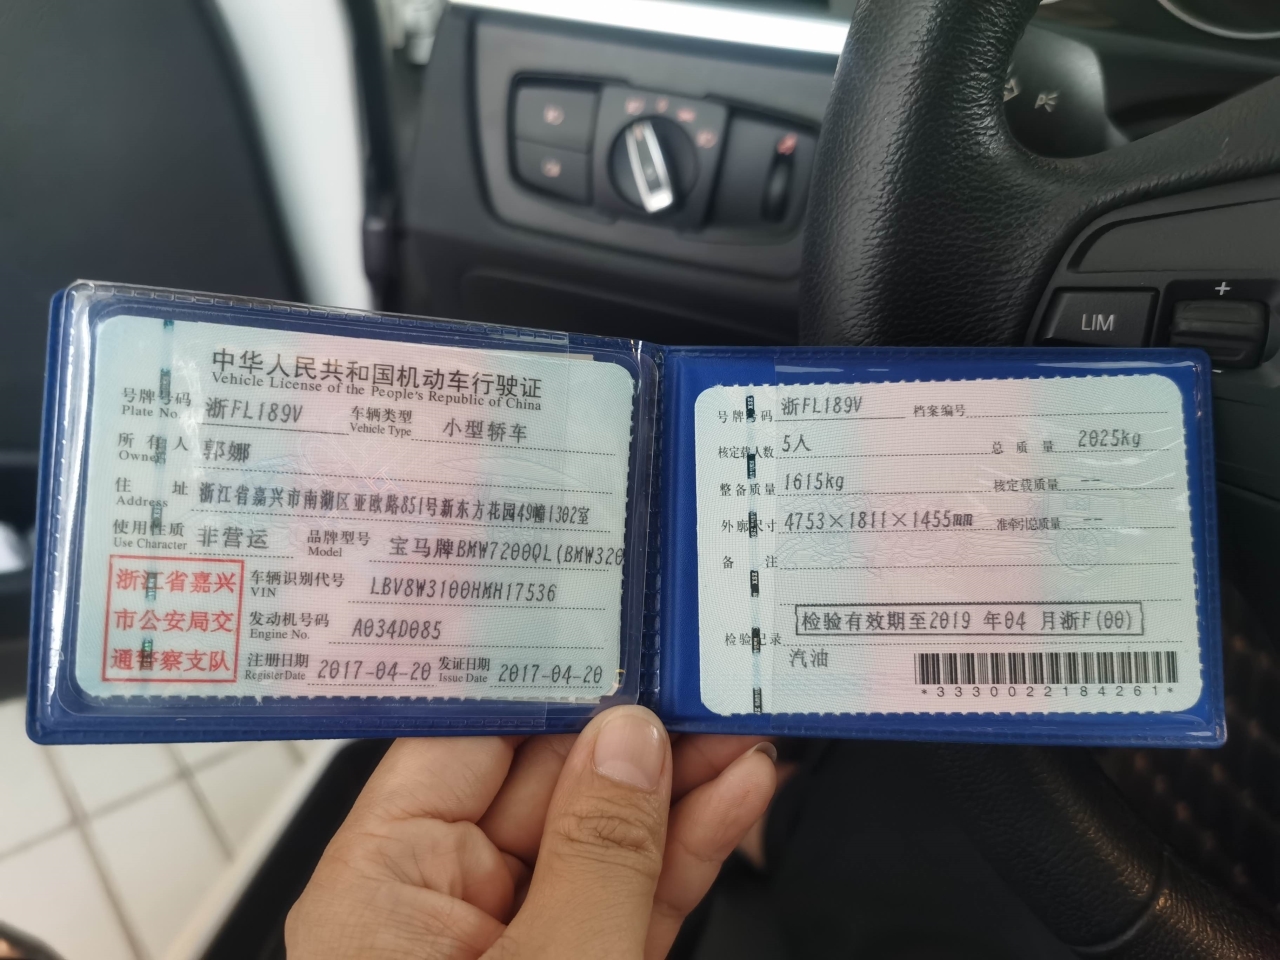 中华人民共和国机动车行驶证
Vehicle License of the People's Republic of China
号牌号码 浙FL189V 车辆类型 小型轿车
Plate No. Vehicle Type
所有人 郭娜
Owner
住址 浙江省嘉兴市南湖区亚欧路851号新东方花园49幢1302室
Address
使用性质 非营运 品牌型号 宝马牌BMW7200QL(BMW320
Use Character Model
浙江省嘉兴
市公安局交
通警察支队
车辆识别代号 LBV8W3100HMH17536
VIN
发动机号码 A034D085
Engine No.
注册日期 2017-04-20 发证日期 2017-04-20
Register Date Issue Date
号牌号码 浙FL189V 档案编号
核定载人数 5人 总质量 2025kg
整备质量 1615kg 核定载质量 --
外廓尺寸 4753×1811×1455mm 准牵引总质量 --
备注
检验有效期至2019 年04 月浙F(00)
检验记录
汽油
*3330022184261*
LIM
+